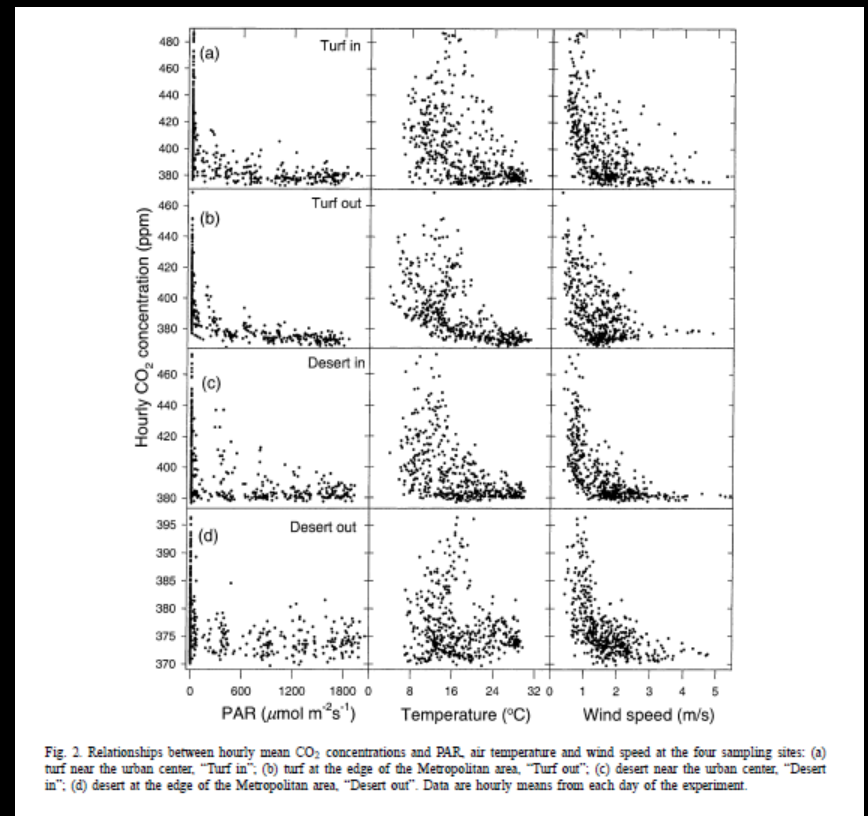 480
460
440
420
400
380
(a)
Turf in
460
440
420
400
380
(b)
Turf out
460
440
420
400
380
(c)
Desert in
395
390
385
380
375
370
(d)
Desert out
Hourly CO2 concentration (ppm)
0 600 1200 1800 0 8 16 24 32 0 1 2 3 4 5
PAR (μmol m-2s-1) Temperature (ºC) Wind speed (m/s)
Fig. 2. Relationships between hourly mean CO2 concentrations and PAR, air temperature and wind speed at the four sampling sites: (a)
turf near the urban center, “Turf in”; (b) turf at the edge of the Metropolitan area, “Turf out”; (c) desert near the urban center, “Desert
in”; (d) desert at the edge of the Metropolitan area, “Desert out”. Data are hourly means from each day of the experiment.